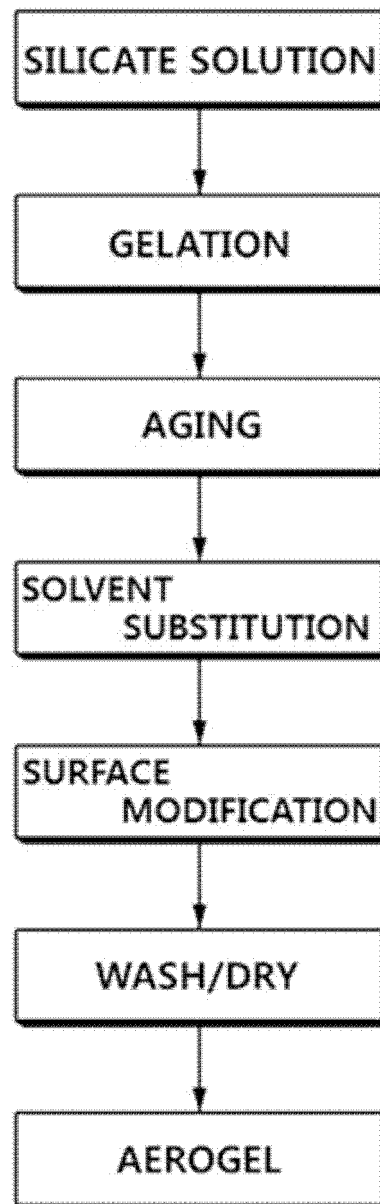 SILICATE SOLUTION
GELATION
AGING
SOLVENT
SUBSTITUTION
SURFACE
MODIFICATION
WASH/DRY
AEROGEL